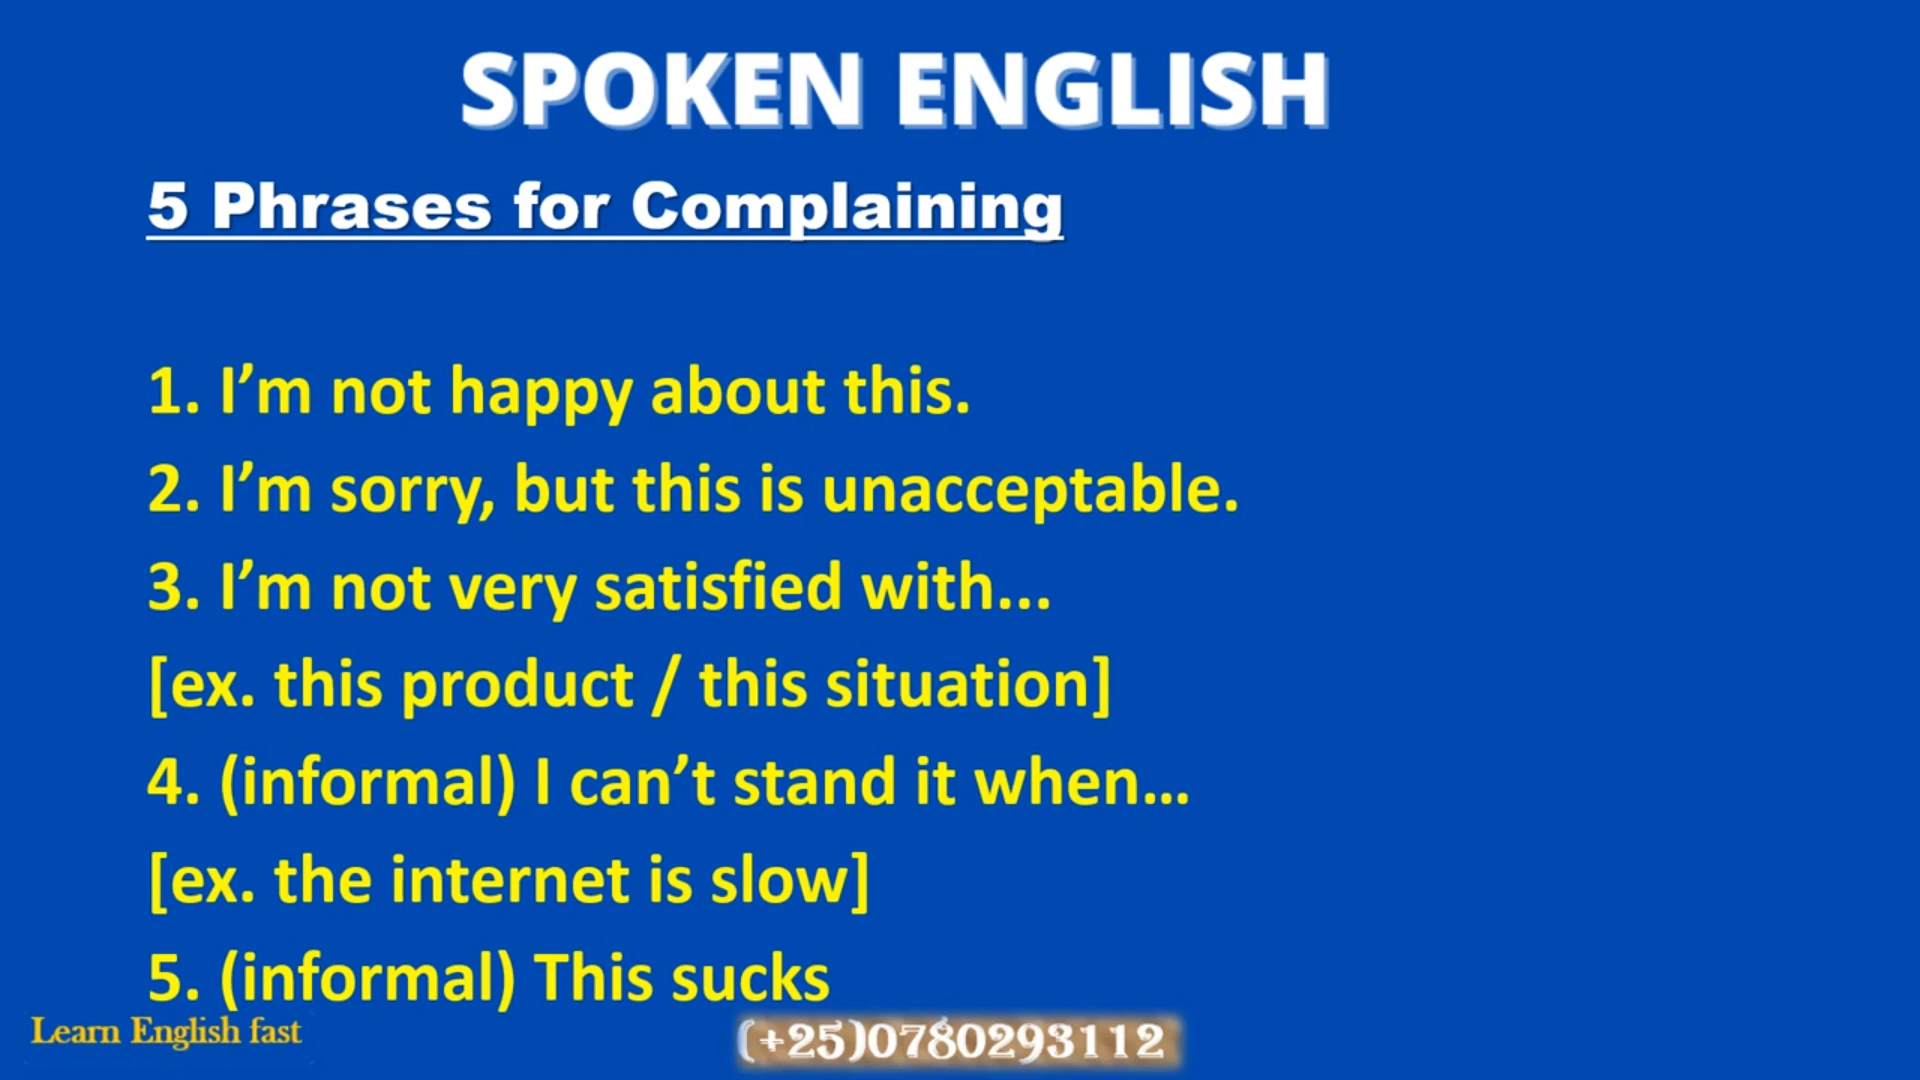 SPOKEN ENGLISH
5 Phrases for Complaining
1. I’m not happy about this.
2. I’m sorry, but this is unacceptable.
3. I’m not very satisfied with...
[ex. this product / this situation]
4. (informal) I can’t stand it when…
[ex. the internet is slow]
5. (informal) This sucks
Learn English fast
(+25)0780293112